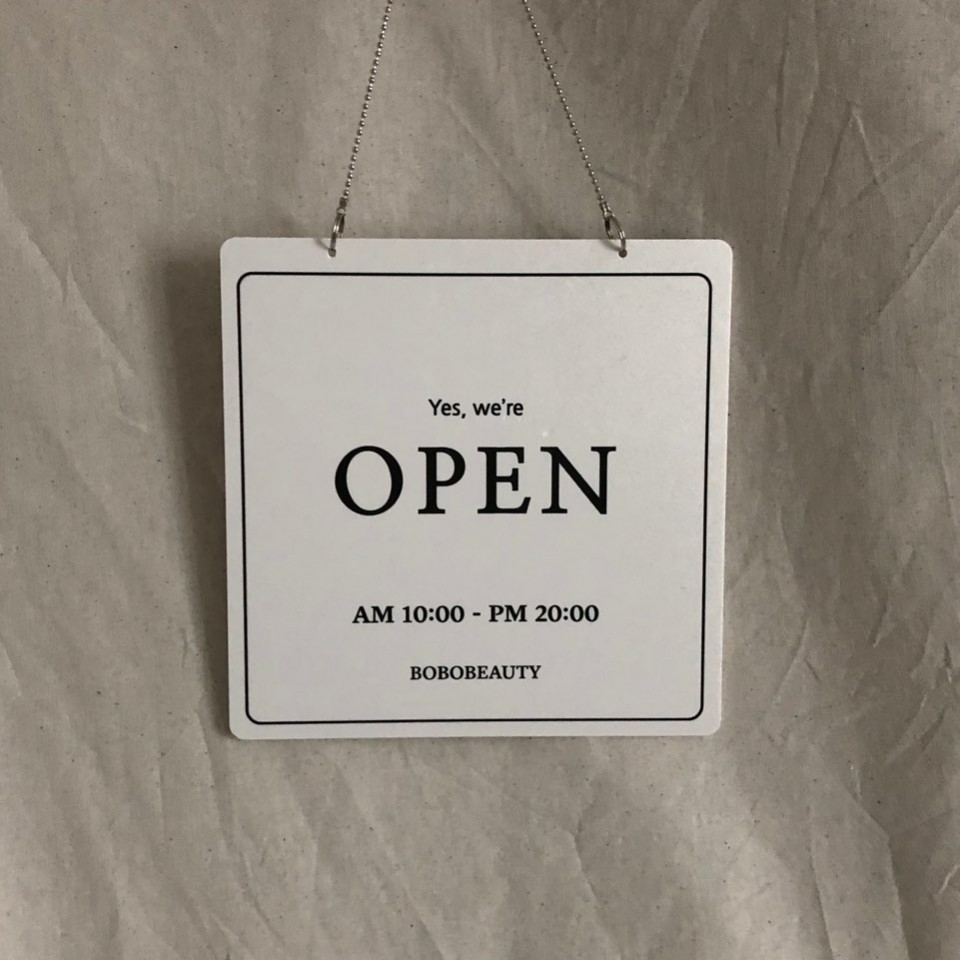 Yes, we're
OPEN
AM 10:00 - PM 20:00
BOBOBEAUTY